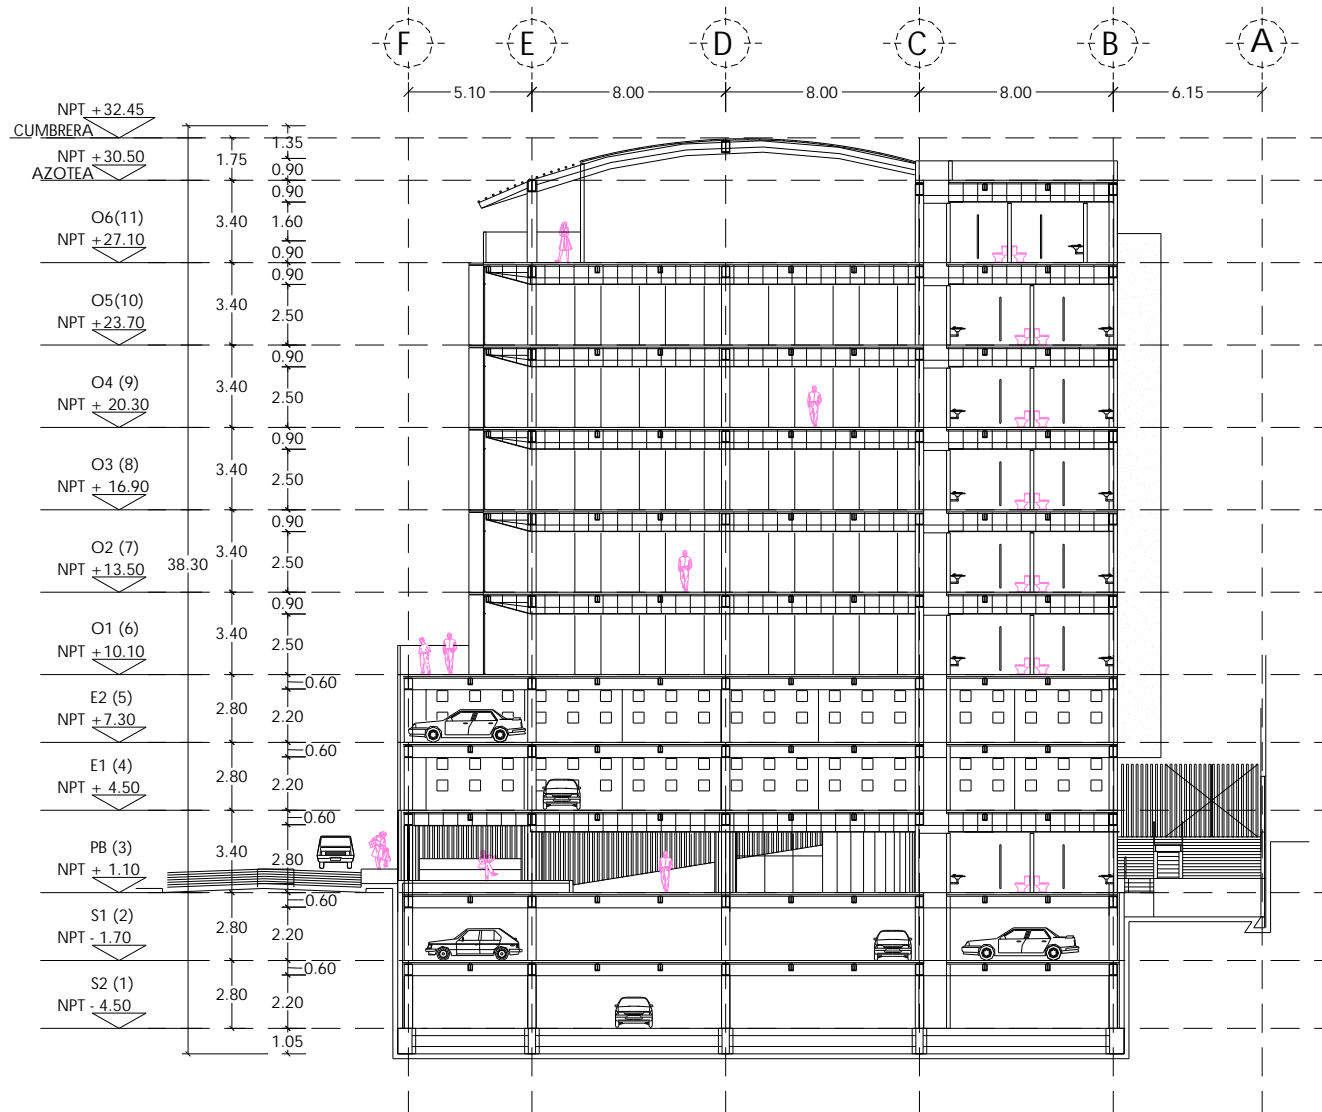 F E D C B A
5.10 8.00 8.00 8.00 6.15
NPT +32.45
CUMBRERA
1.35
NPT +30.50
1.75
AZOTEA
0.90
0.90
O6(11)
3.40
1.60
NPT +27.10
0.90
0.90
O5(10)
3.40
2.50
NPT +23.70
0.90
O4 (9)
3.40
NPT + 20.30
2.50
0.90
O3 (8)
3.40
NPT + 16.90
2.50
0.90
O2 (7)
3.40
38.30
NPT +13.50
2.50
0.90
O1 (6)
3.40
NPT +10.10
2.50
0.60
E2 (5)
2.80
2.20
NPT +7.30
0.60
E1 (4)
2.80
NPT + 4.50
2.20
0.60
PB (3)
3.40
2.80
NPT + 1.10
0.60
S1 (2)
2.80
NPT - 1.70
2.20
0.60
S2 (1)
2.80
NPT - 4.50
2.20
1.05